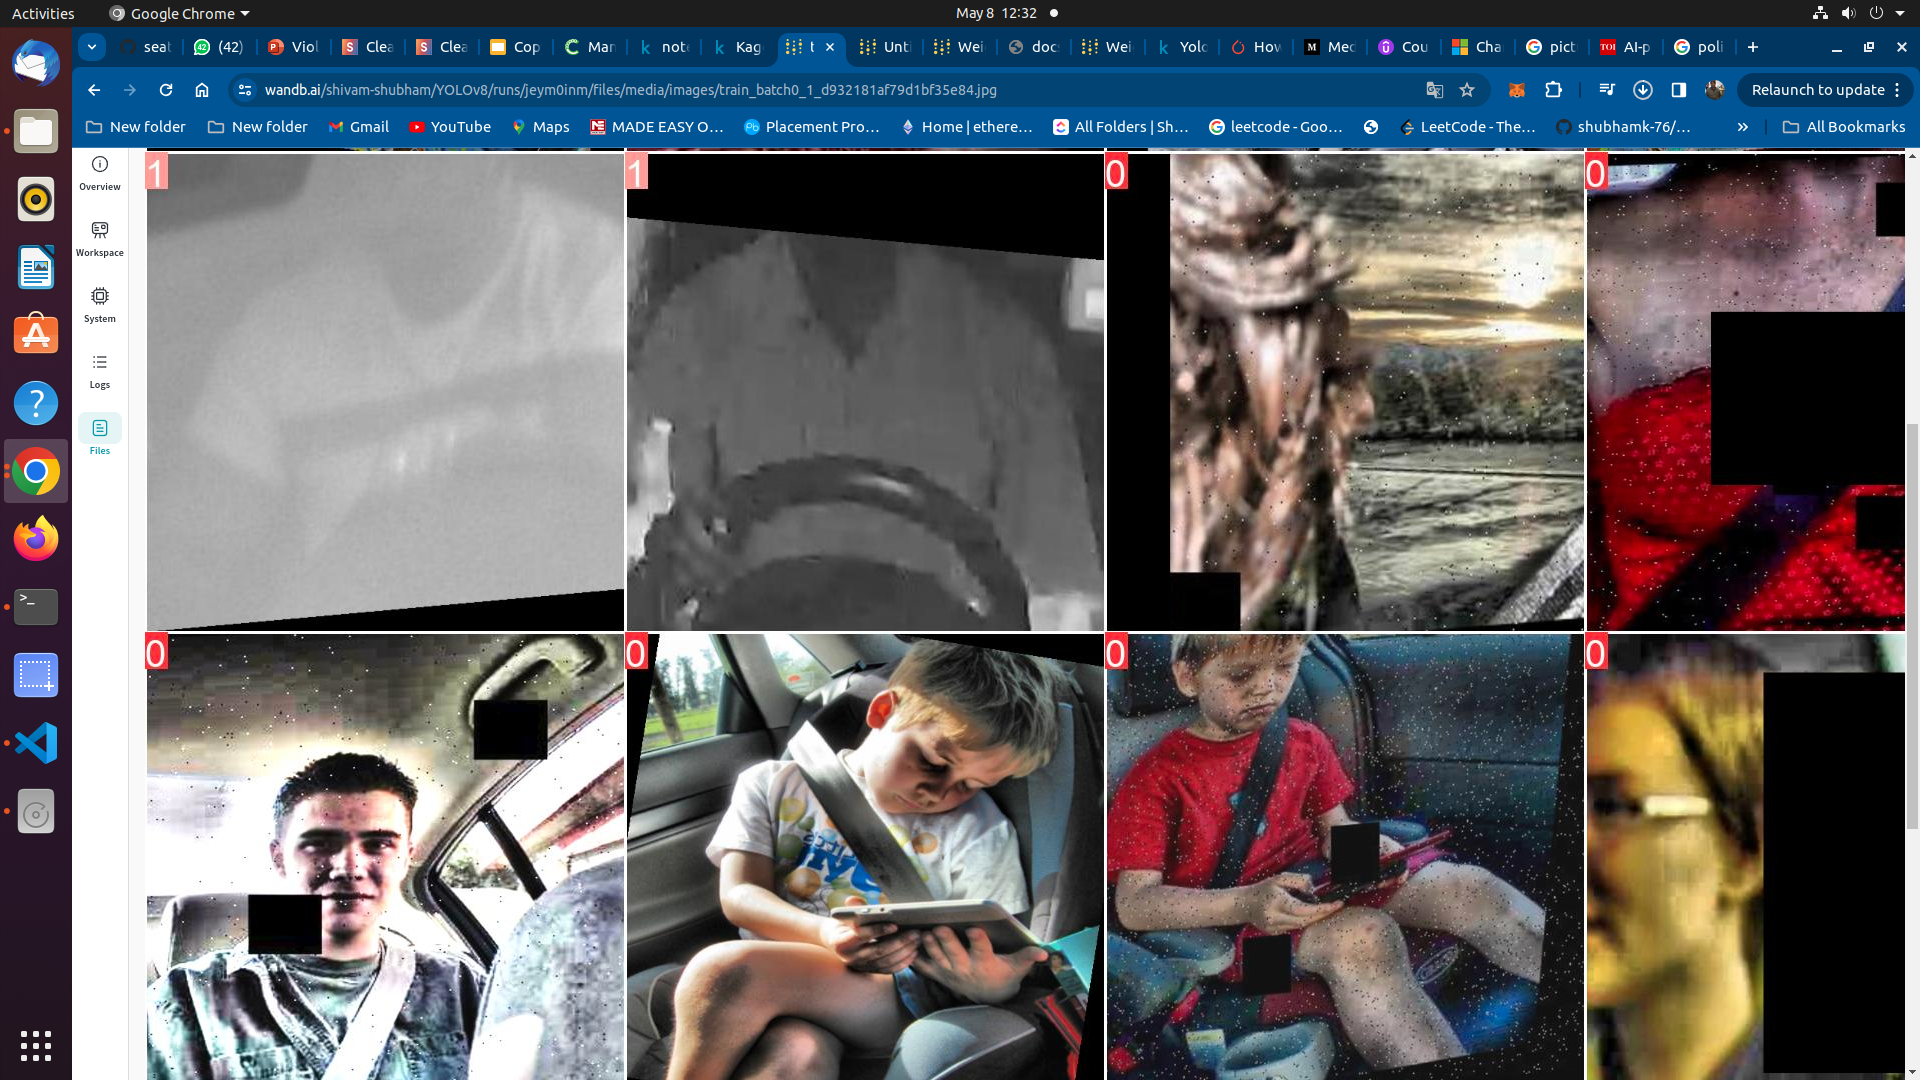 Activities
Google Chrome
May 8 12:32
seat
(42)
Viol
Clea
Clea
Cop
Man
note
Kag
t
Unti
Wei
doc
Wei
Yolo
How
Med
Cou
Cha
pict
AI-p
poli
wandb.ai/shivam-shubham/YOLOv8/runs/jeym0inm/files/media/images/train_batch0_1_d932181af79d1bf35e84.jpg
Relaunch to update
New folder
New folder
Gmail
YouTube
Maps
MADE EASY O…
Placement Pro…
Home | ethere…
All Folders | Sh…
leetcode - Goo…
LeetCode - The…
shubhamk-76/…
»
All Bookmarks
Overview
Workspace
System
Logs
Files
1
1
0
0
0
0
0
0